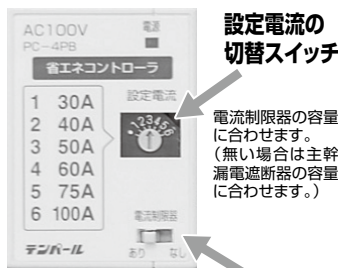 AC100V
電源
PC-4PB
省エネコントローラ
設定電流
1 30A
2 40A
3 50A
4 60A
5 75A
6 100A
123456
電流制限器
あり なし
テンパール
設定電流の
切替スイッチ
電流制限器の容量
に合わせます。
(無い場合は主幹
漏電遮断器の容量
に合わせます。)